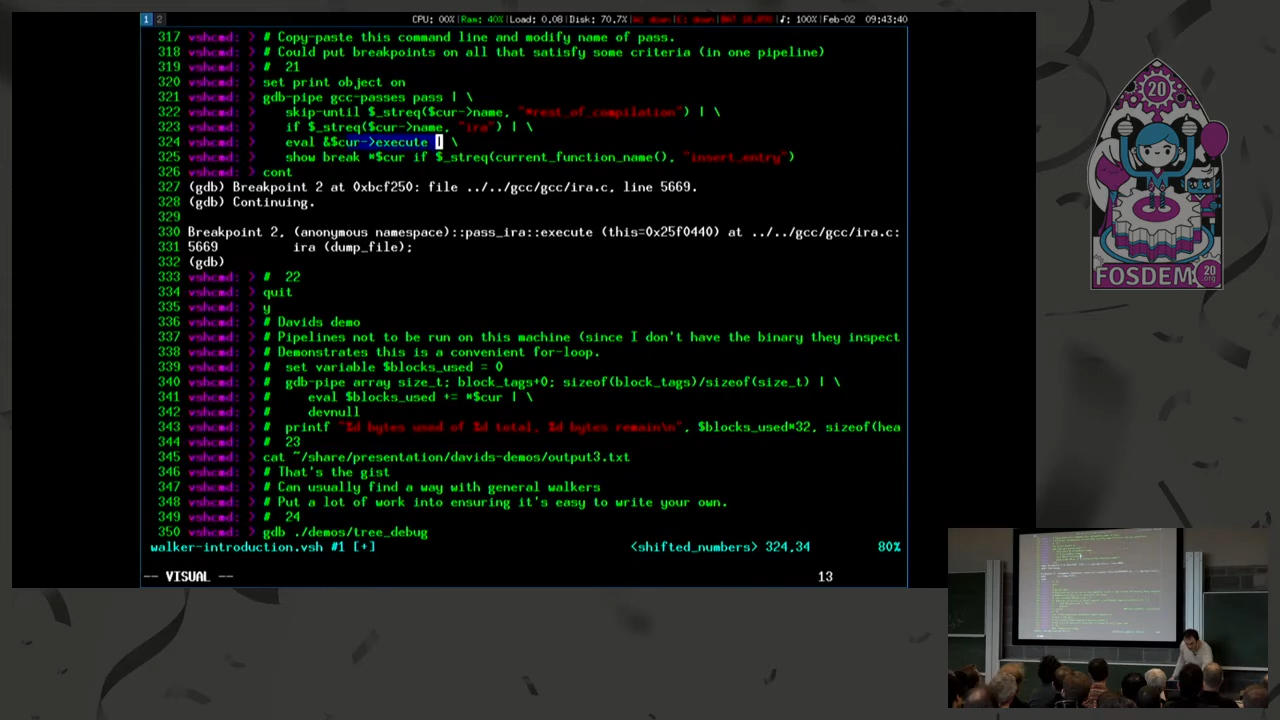 1 2 CPU: 00%|Ram: 40%|Load: 0.08|Disk: 70.7%|W: down|E: down| |♪: 100% Feb-02 09:43:40
317 vshcmd: > # Copy-paste this command line and modify name of pass.
318 vshcmd: > # Could put breakpoints on all that satisfy some criteria (in one pipeline)
319 vshcmd: > # 21
320 vshcmd: > set print object on
321 vshcmd: > gdb-pipe gcc-passes pass | \
322 vshcmd: > skip-until $_streq($cur->name, "*rest_of_compilation") | \
323 vshcmd: > if $_streq($cur->name, "ira") | \
324 vshcmd: > eval &$cur->execute | \
325 vshcmd: > show break *$cur if $_streq(current_function_name(), "insert_entry")
326 vshcmd: > cont
327 (gdb) Breakpoint 2 at 0xbcf250: file ../../gcc/gcc/ira.c, line 5669.
328 (gdb) Continuing.
329
330 Breakpoint 2, (anonymous namespace)::pass_ira::execute (this=0x25f0440) at ../../gcc/gcc/ira.c:
331 5669 ira (dump_file);
332 (gdb)
333 vshcmd: > # 22
334 vshcmd: > quit
335 vshcmd: > y
336 vshcmd: > # Davids demo
337 vshcmd: > # Pipelines not to be run on this machine (since I don't have the binary they inspect
338 vshcmd: > # Demonstrates this is a convenient for-loop.
339 vshcmd: > # set variable $blocks_used = 0
340 vshcmd: > # gdb-pipe array size_t; block_tags+0; sizeof(block_tags)/sizeof(size_t) | \
341 vshcmd: > # eval $blocks_used += *$cur | \
342 vshcmd: > # devnull
343 vshcmd: > # printf "%d bytes used of %d total, %d bytes remain\n", $blocks_used*32, sizeof(hea
344 vshcmd: > # 23
345 vshcmd: > cat ~/share/presentation/davids-demos/output3.txt
346 vshcmd: > # That's the gist
347 vshcmd: > # Can usually find a way with general walkers
348 vshcmd: > # Put a lot of work into ensuring it's easy to write your own.
349 vshcmd: > # 24
350 vshcmd: > gdb ./demos/tree_debug
walker-introduction.vsh #1 [+] <shifted_numbers> 324,34 80%
-- VISUAL -- 13
20
FOSDEM 20 .org